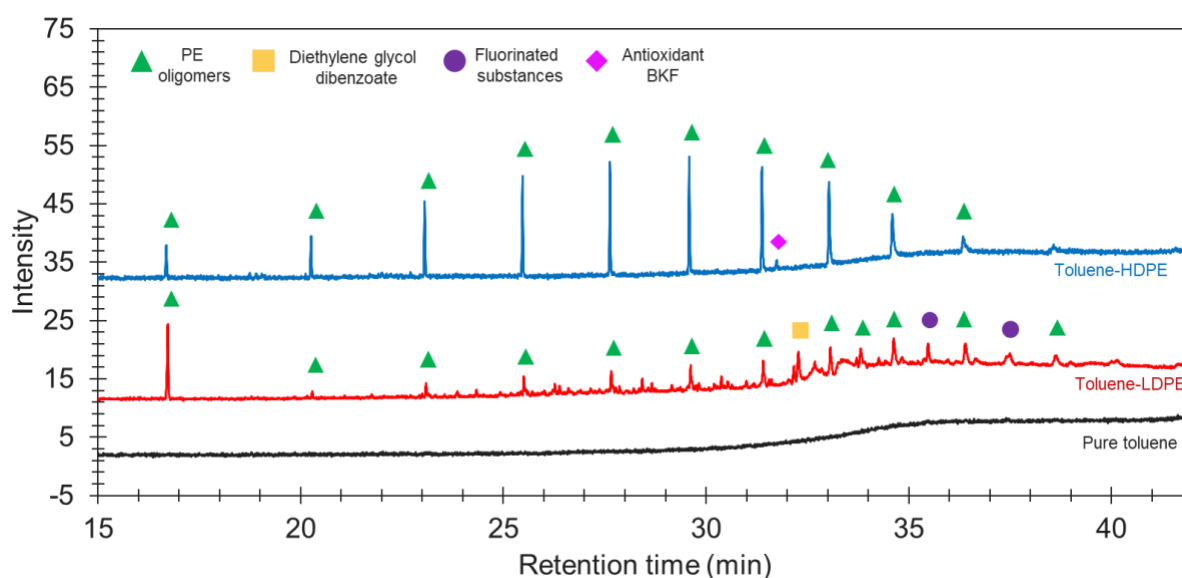 75
65
55
45
35
25
15
5
-5
Intensity
PE
oligomers
Diethylene glycol
dibenzoate
Fluorinated
substances
Antioxidant
BKF
Toluene-HDPE
Toluene-LDPE
Pure toluene
15 20 25 30 35 40
Retention time (min)